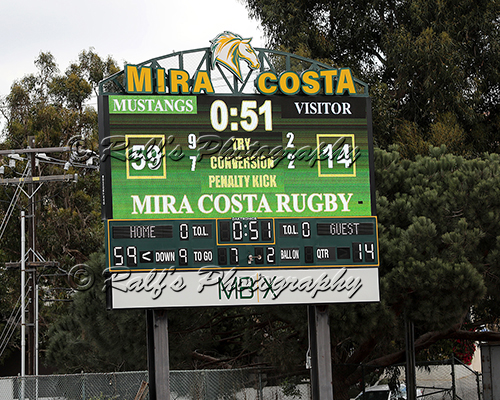 MIRA COSTA
MUSTANGS 0:51 VISITOR
© Ralf's Photography
59 9 TRY 2 14
7 CONVERSION 2
PENALTY KICK
MIRA COSTA RUGBY
HOME 0 T.O.L 0:51 T.O.L 0 GUEST
59 < DOWN 9 TO GO 7 2 BALL ON QTR 14
MBX
© Ralf's Photography